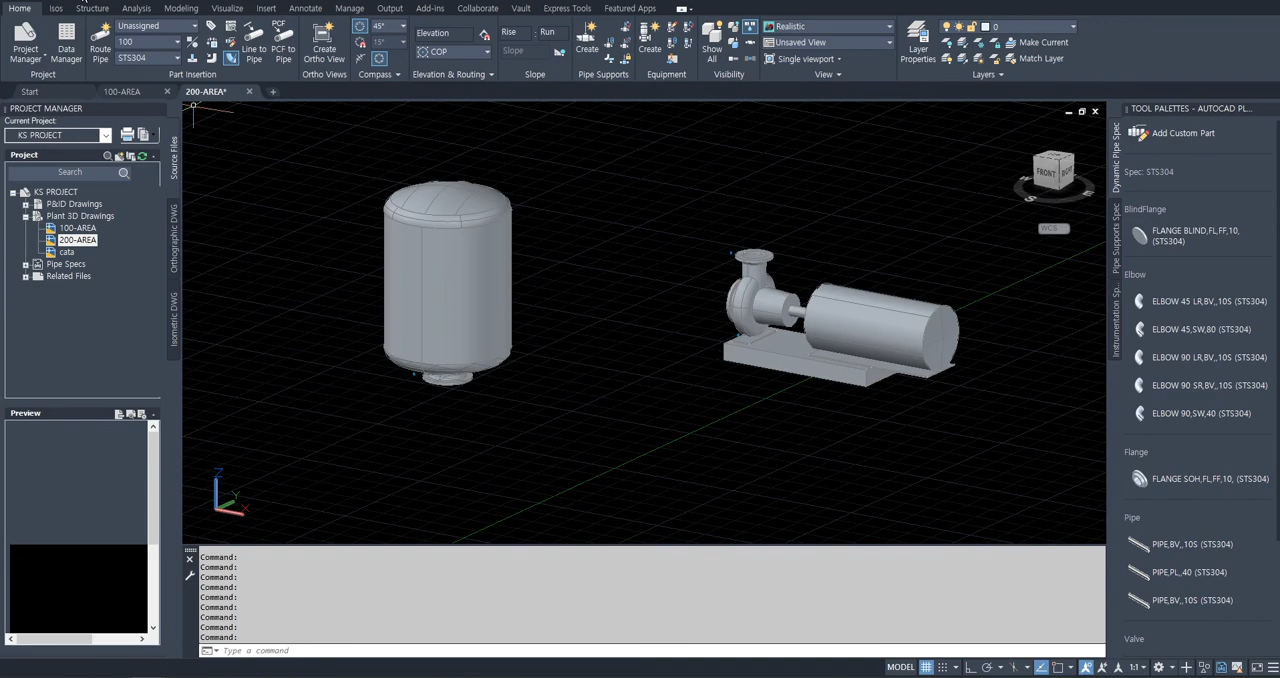 Home Isos Structure Analysis Modeling Visualize Insert Annotate Manage Output Add-ins Collaborate Vault Express Tools Featured Apps
Project Manager
Data Manager
Project
Route Pipe
Unassigned
100
STS304
Line to Pipe
PCF to Pipe
Part Insertion
Create Ortho View
Ortho Views
45°
15°
Compass
Elevation
COP
Elevation & Routing
Rise : Run
Slope
Slope
Create
Pipe Supports
Create
Equipment
Show All
Visibility
Realistic
Unsaved View
Single viewport
View
Layer Properties
0
Make Current
Match Layer
Layers
Start 100-AREA 200-AREA*
PROJECT MANAGER
Current Project:
KS PROJECT
Project
Search
KS PROJECT
P&ID Drawings
Plant 3D Drawings
100-AREA
200-AREA
cata
Pipe Specs
Related Files
Source Files
Orthographic DWG
Isometric DWG
Preview
FRONT
RIGHT
S
WCS
Z
Y
X
Command:
Command:
Command:
Command:
Command:
Command:
Command:
Command:
Command:
Type a command
TOOL PALETTES - AUTOCAD PL...
Dynamic Pipe Spec
Pipe Supports Spec
Instrumentation Sp...
Add Custom Part
Spec: STS304
BlindFlange
FLANGE BLIND,FL,FF,10,
(STS304)
Elbow
ELBOW 45 LR,BV,,10S (STS304)
ELBOW 45,SW,80 (STS304)
ELBOW 90 LR,BV,,10S (STS304)
ELBOW 90 SR,BV,,10S (STS304)
ELBOW 90,SW,40 (STS304)
Flange
FLANGE SOH,FL,FF,10, (STS304)
Pipe
PIPE,BV,,10S (STS304)
PIPE,PL,,40 (STS304)
PIPE,BV,,10S (STS304)
Valve
MODEL
1:1